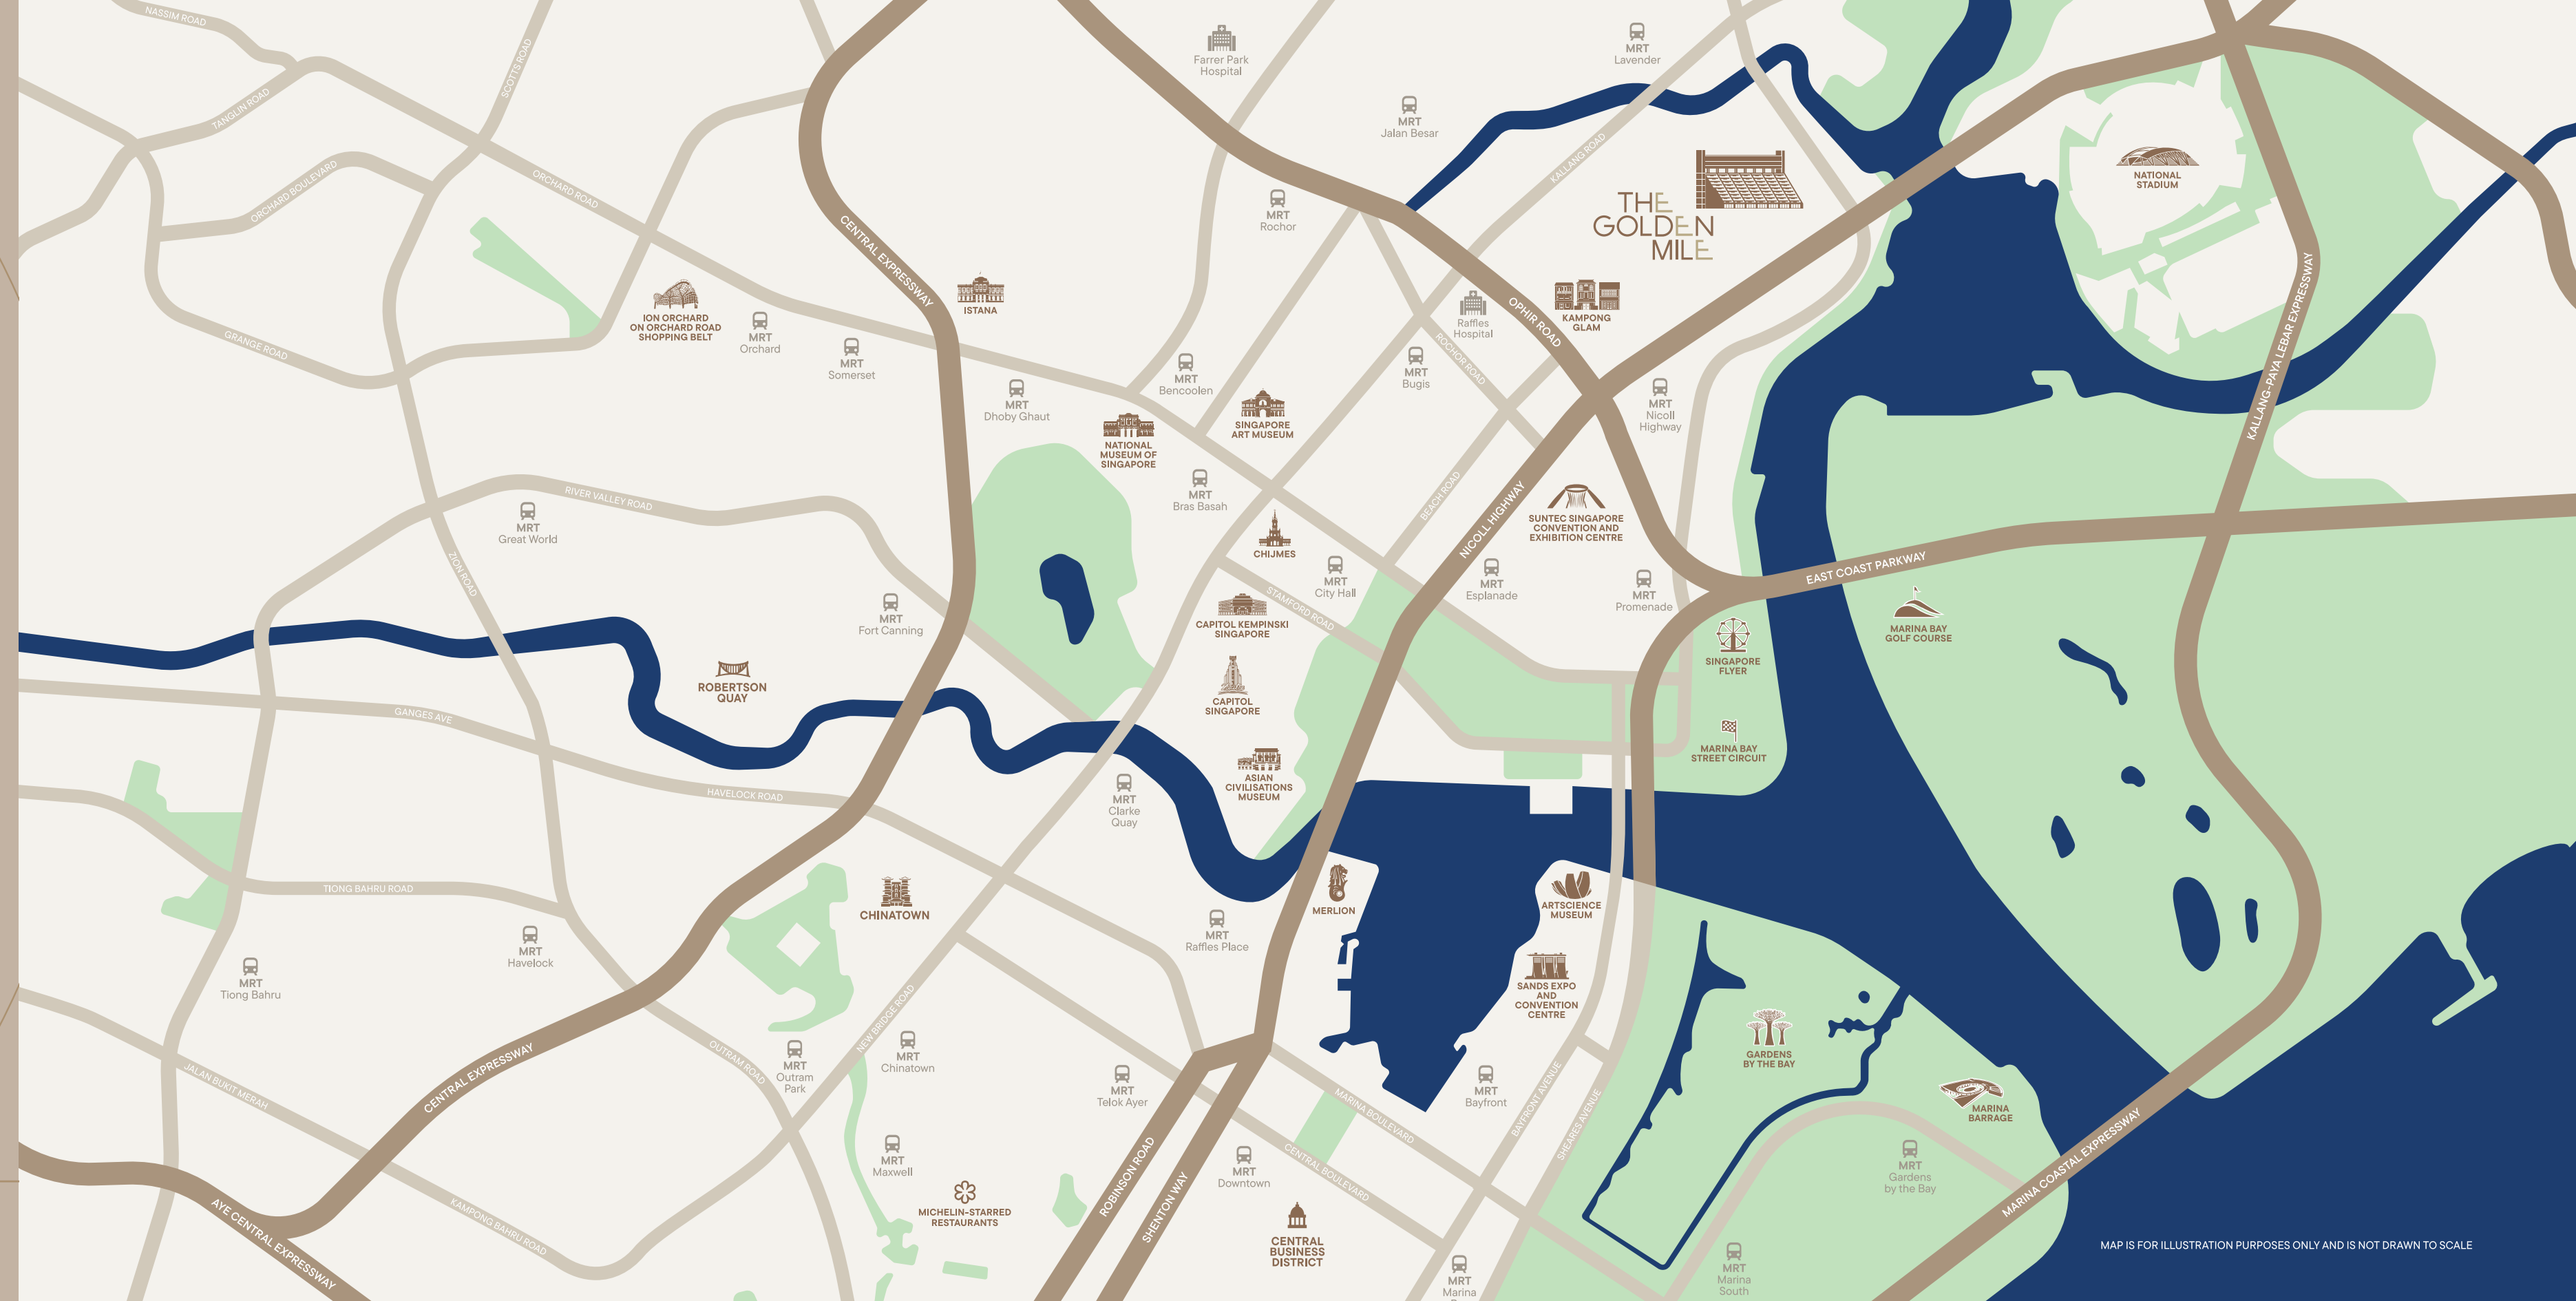 NASSIM ROAD
SCOTTS ROAD
TANGLIN ROAD
ORCHARD BOULEVARD
ORCHARD ROAD
GRANGE ROAD
CENTRAL EXPRESSWAY
Farrer Park
Hospital
MRT
Lavender
MRT
Jalan Besar
KALLANG ROAD
MRT
Rochor
THE
GOLDEN
MILE
NATIONAL
STADIUM
ION ORCHARD
ON ORCHARD ROAD
SHOPPING BELT
MRT
Orchard
MRT
Somerset
ISTANA
Raffles
Hospital
OPHIR ROAD
KAMPONG
GLAM
KALLANG-PAYA LEBAR EXPRESSWAY
ROCHOR ROAD
MRT
Bugis
MRT
Bencoolen
MRT
Dhoby Ghaut
NATIONAL
MUSEUM OF
SINGAPORE
SINGAPORE
ART MUSEUM
MRT
Nicoll
Highway
RIVER VALLEY ROAD
MRT
Great World
ZION ROAD
MRT
Bras Basah
BEACH ROAD
NICOLL HIGHWAY
SUNTEC SINGAPORE
CONVENTION AND
EXHIBITION CENTRE
CHIJMES
MRT
City Hall
MRT
Esplanade
MRT
Promenade
EAST COAST PARKWAY
MRT
Fort Canning
STAMFORD ROAD
CAPITOL KEMPINSKI
SINGAPORE
MARINA BAY
GOLF COURSE
SINGAPORE
FLYER
ROBERTSON
QUAY
CAPITOL
SINGAPORE
GANGES AVE
MARINA BAY
STREET CIRCUIT
HAVELOCK ROAD
MRT
Clarke
Quay
ASIAN
CIVILISATIONS
MUSEUM
TIONG BAHRU ROAD
CHINATOWN
MERLION
ARTSCIENCE
MUSEUM
MRT
Havelock
MRT
Tiong Bahru
MRT
Raffles Place
SANDS EXPO
AND
CONVENTION
CENTRE
NEW BRIDGE ROAD
CENTRAL EXPRESSWAY
OUTRAM ROAD
MRT
Outram
Park
MRT
Chinatown
MRT
Telok Ayer
MRT
Bayfront
GARDENS
BY THE BAY
JALAN BUKIT MERAH
MARINA BOULEVARD
BAYFRONT AVENUE
SHEARES AVENUE
MARINA
BARRAGE
MRT
Maxwell
ROBINSON ROAD
SHENTON WAY
MRT
Downtown
CENTRAL BOULEVARD
MRT
Gardens
by the Bay
MARINA COASTAL EXPRESSWAY
AYE CENTRAL EXPRESSWAY
KAMPONG BAHRU ROAD
MICHELIN-STARRED
RESTAURANTS
CENTRAL
BUSINESS
DISTRICT
MRT
Marina
MRT
Marina
South
MAP IS FOR ILLUSTRATION PURPOSES ONLY AND IS NOT DRAWN TO SCALE